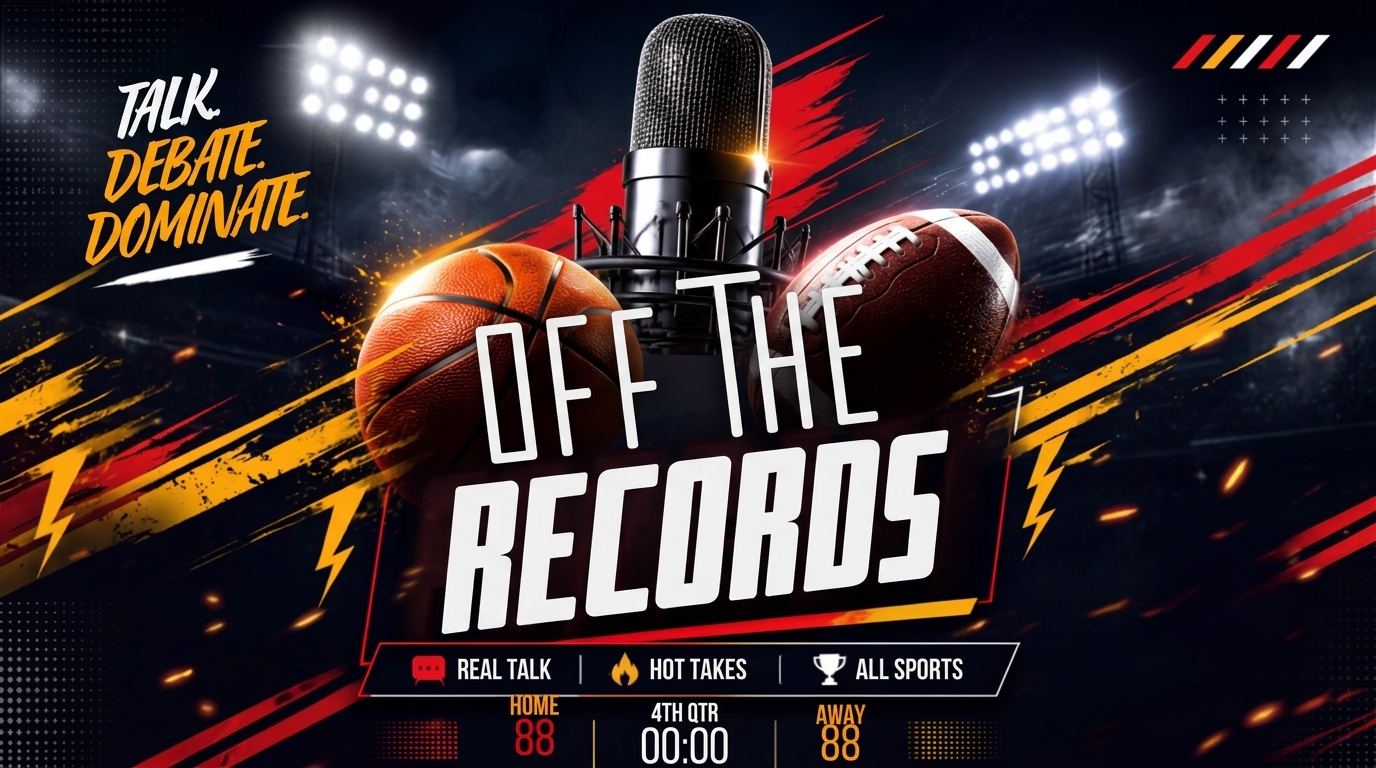 TALK.
DEBATE.
DOMINATE.
OFF THE
RECORDS
REAL TALK | HOT TAKES | ALL SPORTS
HOME 4TH QTR AWAY
88 00:00 88